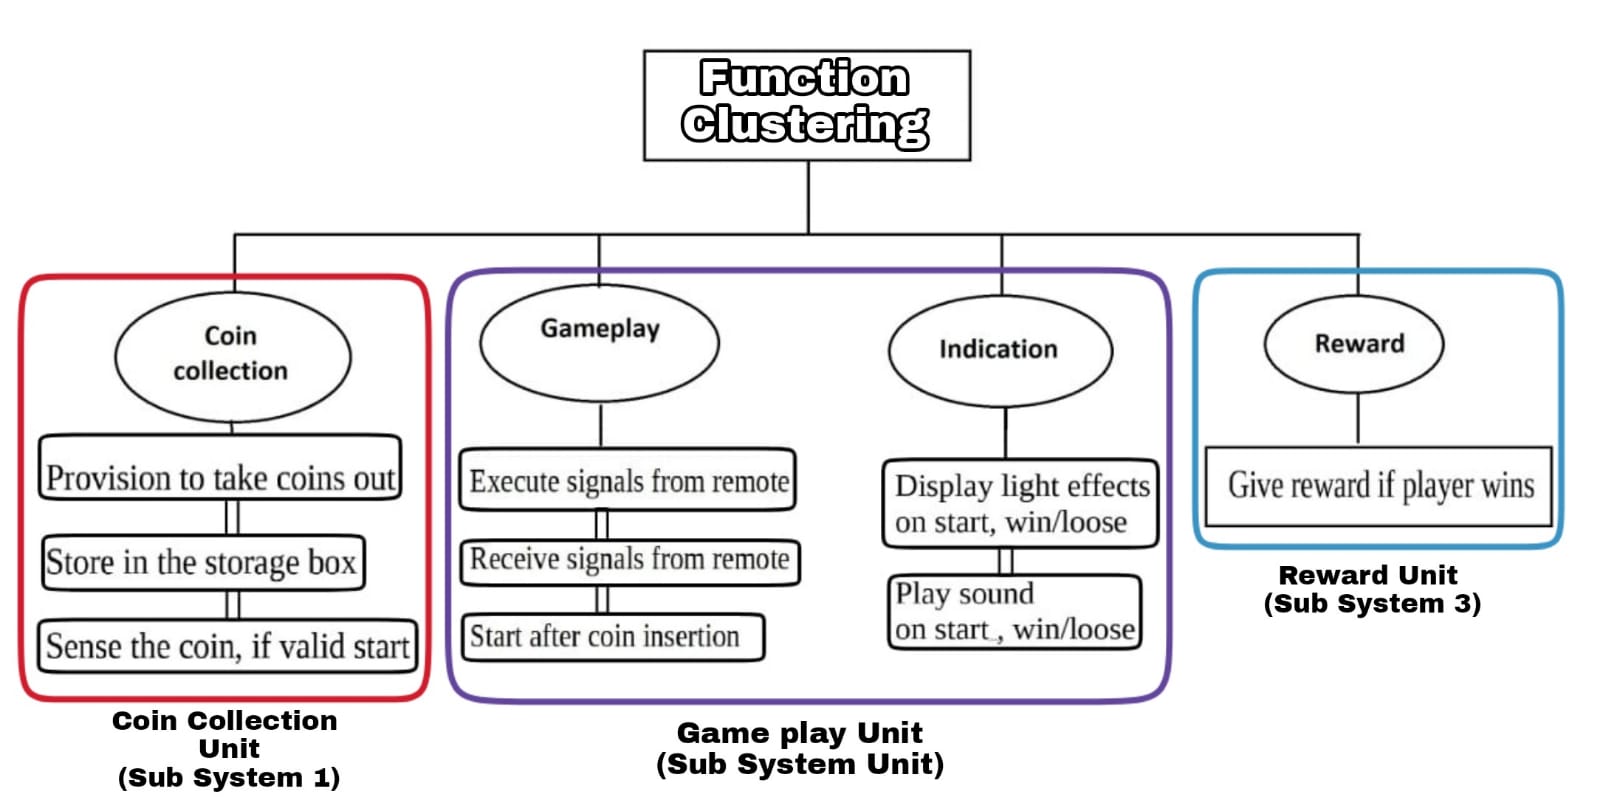 Function
Clustering
Coin
collection
Provision to take coins out
Store in the storage box
Sense the coin, if valid start
Coin Collection
Unit
(Sub System 1)
Gameplay
Execute signals from remote
Receive signals from remote
Start after coin insertion
Indication
Display light effects
on start, win/loose
Play sound
on start , win/loose
Game play Unit
(Sub System Unit)
Reward
Give reward if player wins
Reward Unit
(Sub System 3)